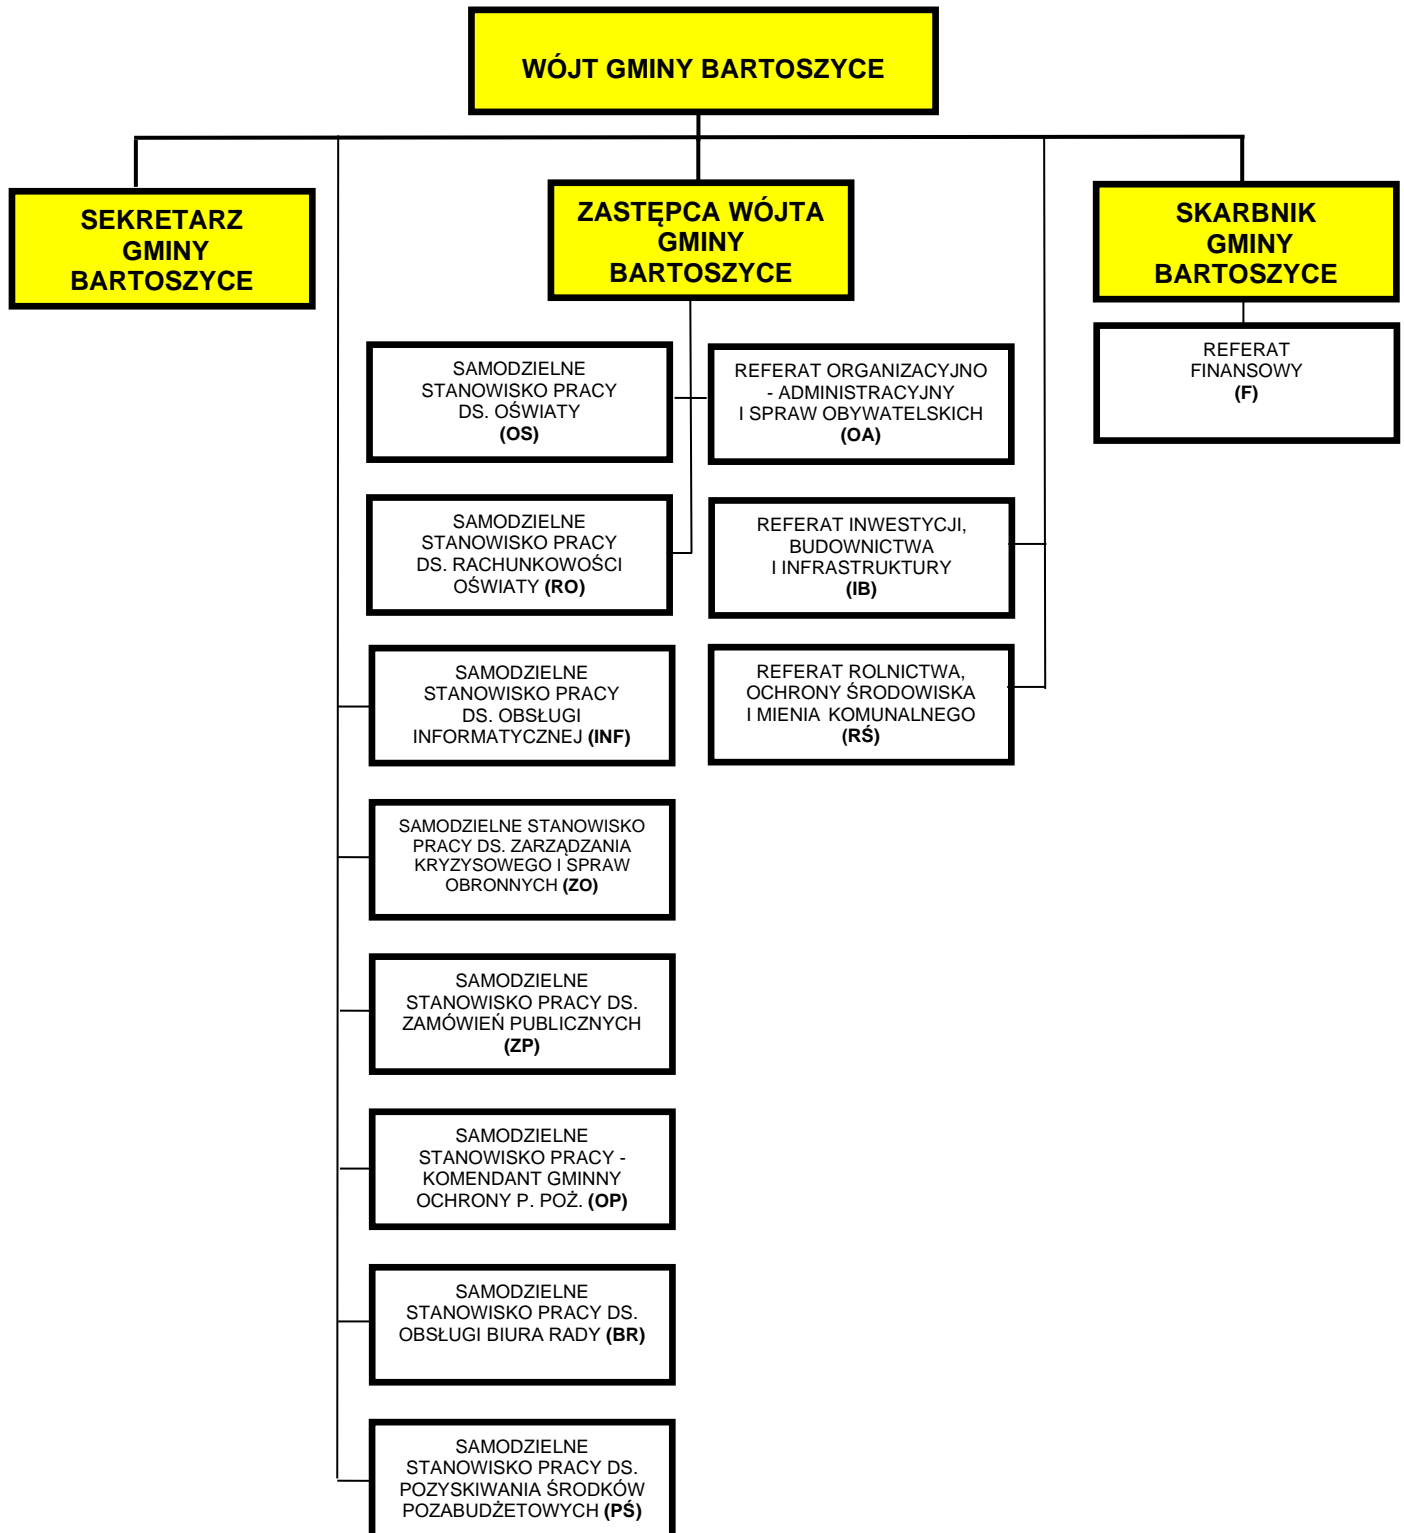 WÓJT GMINY BARTOSZYCE
SEKRETARZ
GMINY
BARTOSZYCE
ZASTĘPCA WÓJTA
GMINY
BARTOSZYCE
SKARBNIK
GMINY
BARTOSZYCE
SAMODZIELNE
STANOWISKO PRACY
DS. OŚWIATY
(OS)
REFERAT ORGANIZACYJNO
- ADMINISTRACYJNY
I SPRAW OBYWATELSKICH
(OA)
REFERAT
FINANSOWY
(F)
SAMODZIELNE
STANOWISKO PRACY
DS. RACHUNKOWOŚCI
OŚWIATY (RO)
REFERAT INWESTYCJI,
BUDOWNICTWA
I INFRASTRUKTURY
(IB)
SAMODZIELNE
STANOWISKO PRACY
DS. OBSŁUGI
INFORMATYCZNEJ (INF)
REFERAT ROLNICTWA,
OCHRONY ŚRODOWISKA
I MIENIA KOMUNALNEGO
(RŚ)
SAMODZIELNE STANOWISKO
PRACY DS. ZARZĄDZANIA
KRYZYSOWEGO I SPRAW
OBRONNYCH (ZO)
SAMODZIELNE
STANOWISKO PRACY DS.
ZAMÓWIEŃ PUBLICZNYCH
(ZP)
SAMODZIELNE
STANOWISKO PRACY -
KOMENDANT GMINNY
OCHRONY P. POŻ. (OP)
SAMODZIELNE
STANOWISKO PRACY DS.
OBSŁUGI BIURA RADY (BR)
SAMODZIELNE
STANOWISKO PRACY DS.
POZYSKIWANIA ŚRODKÓW
POZABUDŻETOWYCH (PŚ)